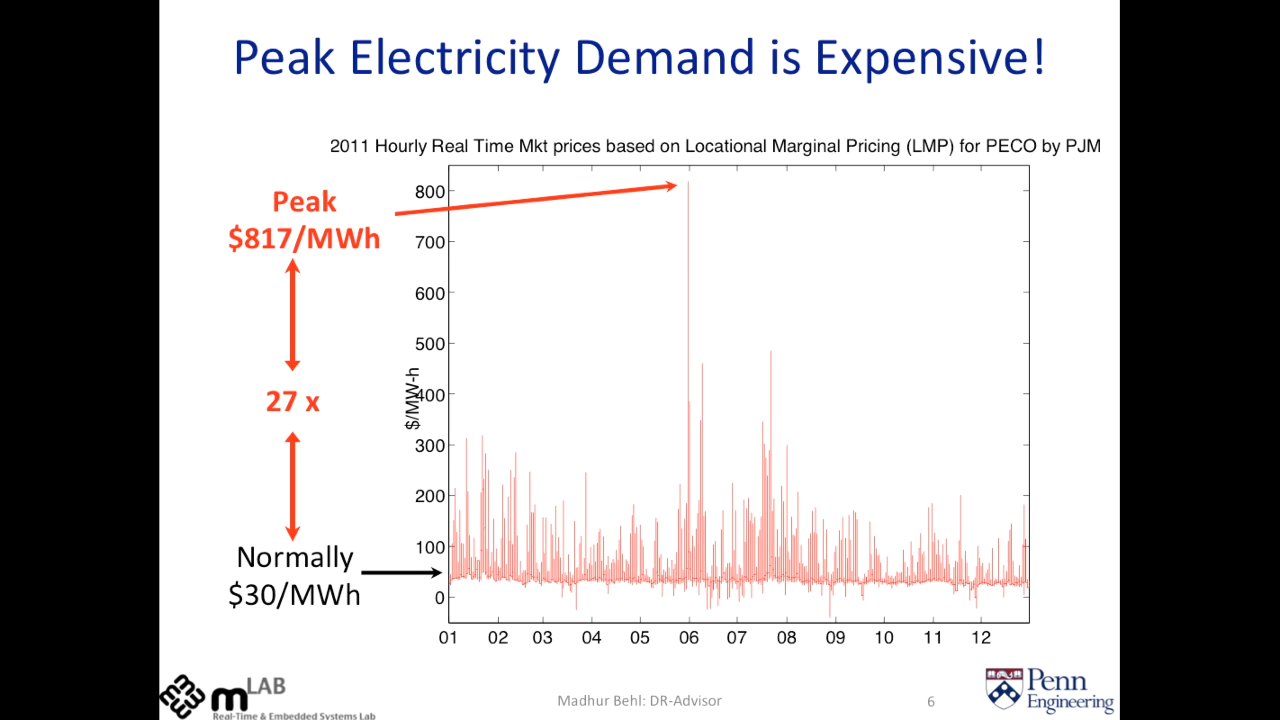 Peak Electricity Demand is Expensive!
2011 Hourly Real Time Mkt prices based on Locational Marginal Pricing (LMP) for PECO by PJM
Peak
$817/MWh
27 x
Normally
$30/MWh
$/MW-h
800
700
600
500
400
300
200
100
0
01 02 03 04 05 06 07 08 09 10 11 12
mLAB
Real-Time & Embedded Systems Lab
Madhur Behl: DR-Advisor
6
Penn
Engineering